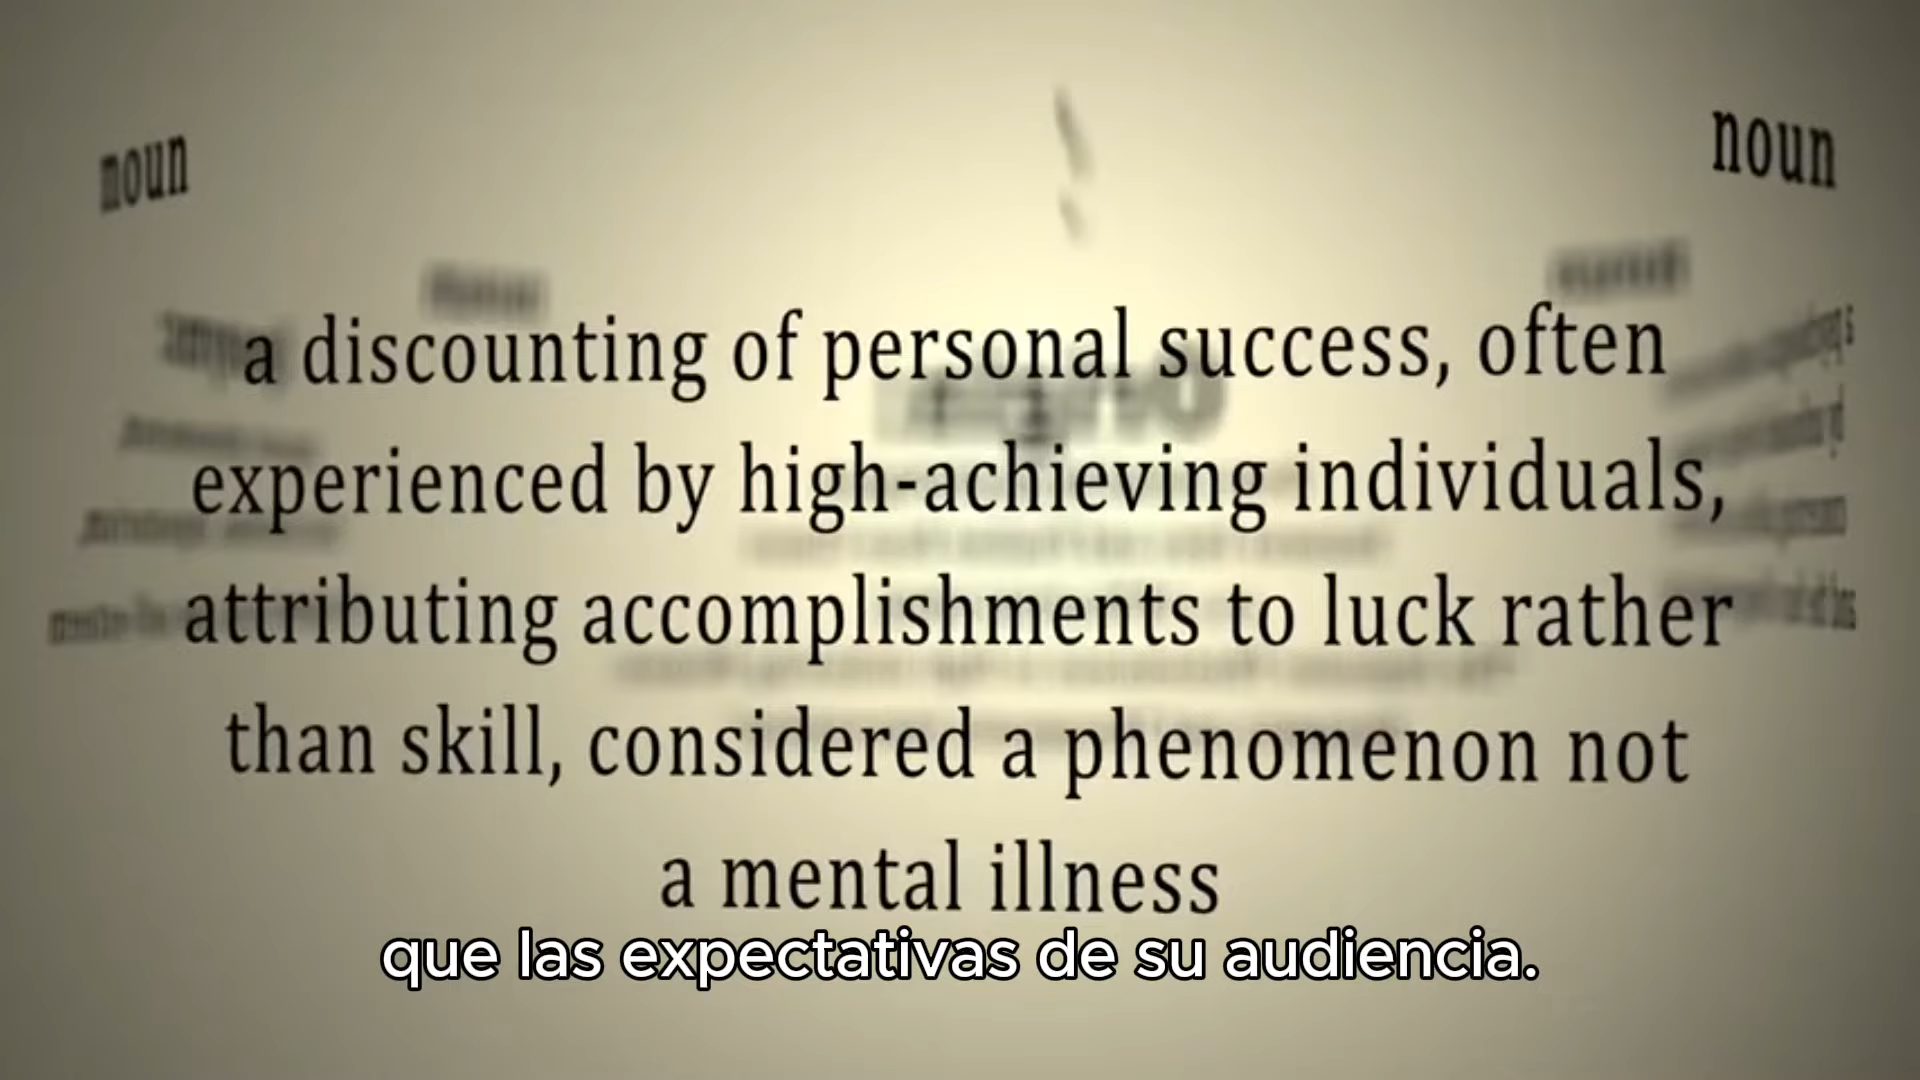 noun
noun
a discounting of personal success, often
experienced by high-achieving individuals,
attributing accomplishments to luck rather
than skill, considered a phenomenon not
a mental illness
que las expectativas de su audiencia.